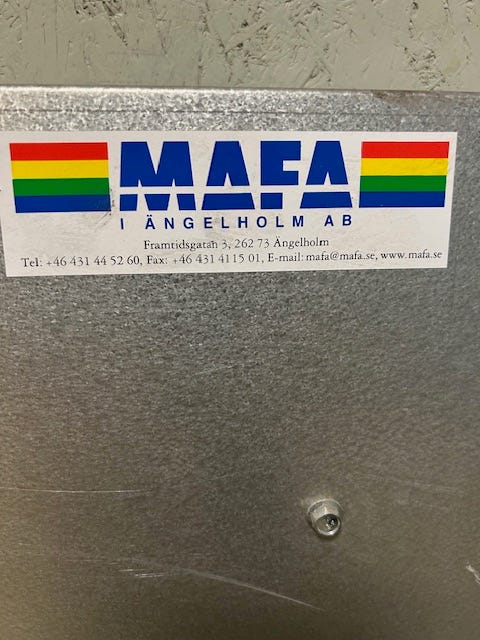 MAFA
I ÄNGELHOLM AB
Framtidsgatan 3, 262 73 Ängelholm
Tel: +46 431 44 52 60, Fax: +46 431 4115 01, E-mail: mafa@mafa.se, www.mafa.se